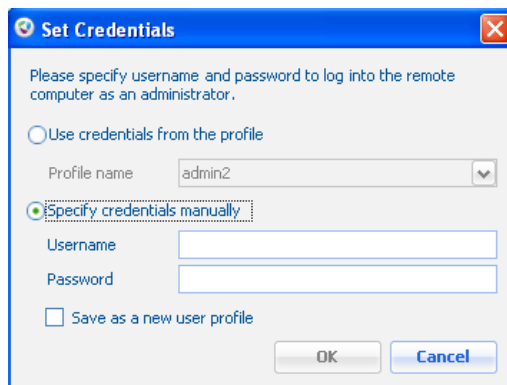 Set Credentials
Please specify username and password to log into the remote
computer as an administrator.
Use credentials from the profile
Profile name admin2
Specify credentials manually
Username
Password
Save as a new user profile
OK Cancel